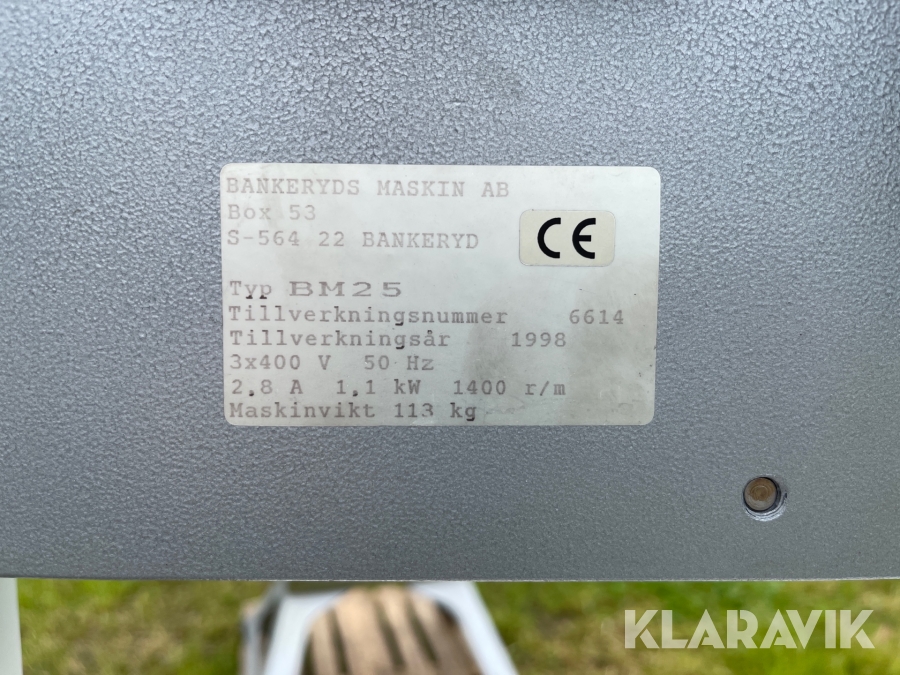 BANKERYDS MASKIN AB
Box 53
S-564 22 BANKERYD
CE
Typ BM25
Tillverkningsnummer 6614
Tillverkningsår 1998
3x400 V 50 Hz
2,8 A 1,1 kW 1400 r/m
Maskinvikt 113 kg
KLARAVIK